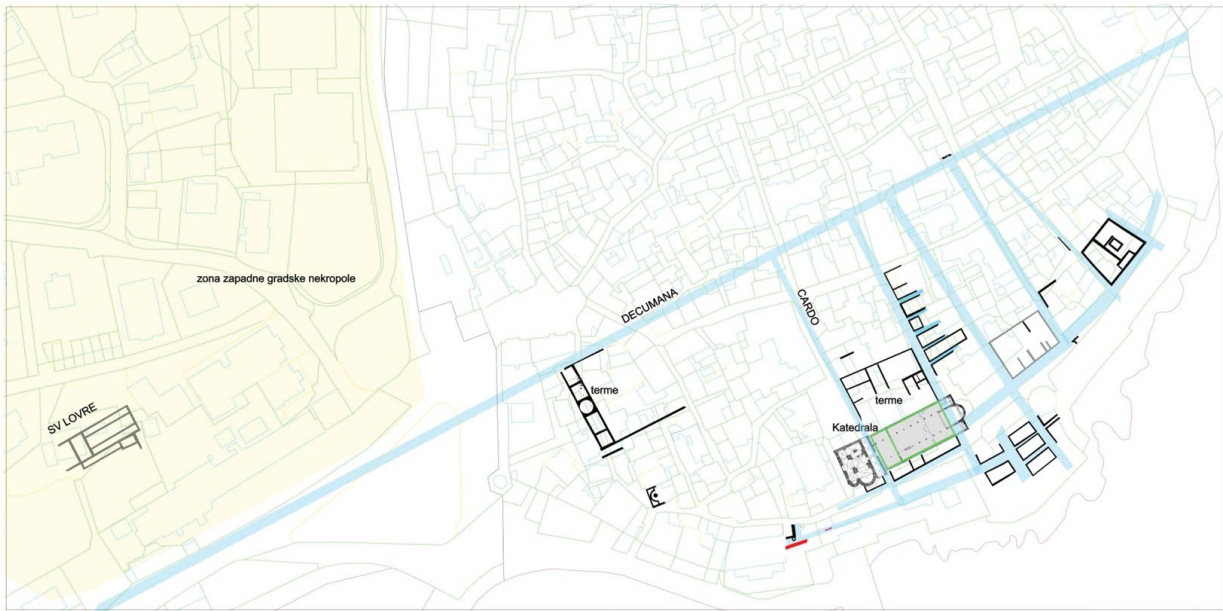 zona zapadne gradske nekropole
DECUMANA
CARDO
terme
terme
SV LOVRE
Katedrala